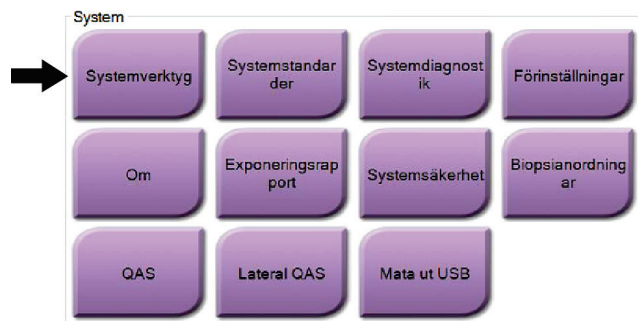 System
Systemverktyg
Systemstandar
der
Systemdiagnost
ik
Förinställningar
Om
Exponeringsrap
port
Systemsäkerhet
Biopsianordning
ar
QAS
Lateral QAS
Mata ut USB